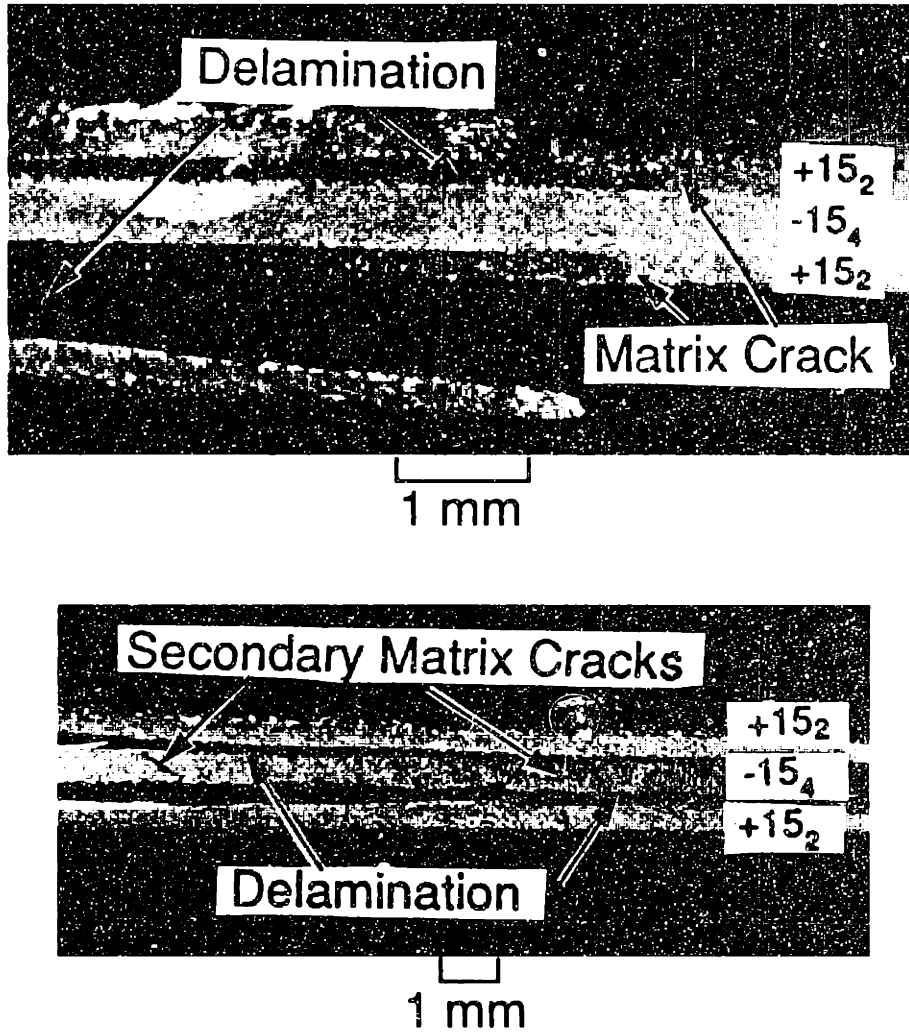 Delamination
+15₂
-15₄
+15₂
Matrix Crack
1 mm
Secondary Matrix Cracks
+15₂
-15₄
+15₂
Delamination
1 mm